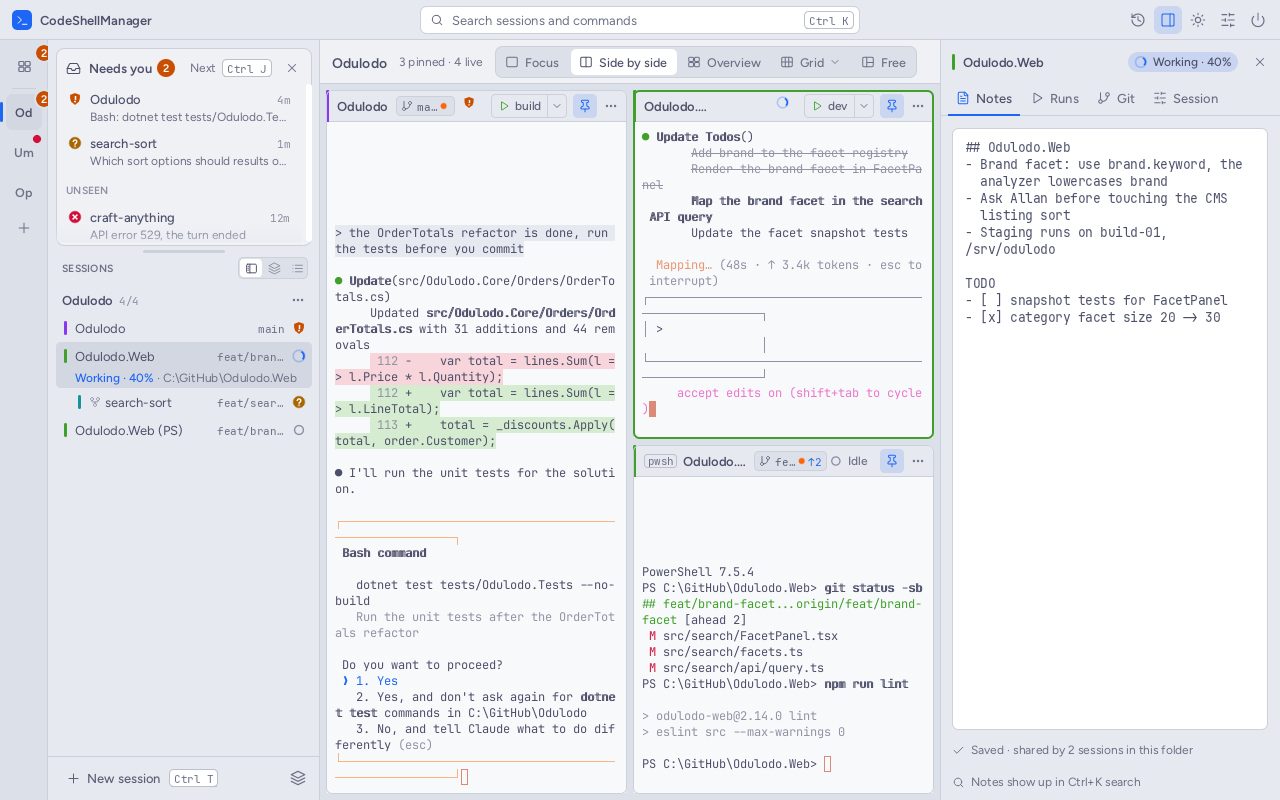 CodeShellManager
Search sessions and commands
Ctrl K
2
2
Od
Um
Op
Needs you 2 Next Ctrl J
Odulodo 4m
Bash: dotnet test tests/Odulodo.Te…
search-sort 1m
Which sort options should results o…
UNSEEN
craft-anything 12m
API error 529, the turn ended
SESSIONS
Odulodo 4/4
Odulodo main
Odulodo.Web feat/bran…
Working · 40% · C:\GitHub\Odulodo.Web
search-sort feat/sear…
Odulodo.Web (PS) feat/bran…
New session Ctrl T
Odulodo 3 pinned · 4 live
Focus Side by side Overview Grid Free
Odulodo ma… build
> the OrderTotals refactor is done, run
the tests before you commit
● Update(src/Odulodo.Core/Orders/OrderTo
tals.cs)
Updated src/Odulodo.Core/Orders/Ord
erTotals.cs with 31 additions and 44 rem
ovals
112 - var total = lines.Sum(l =
> l.Price * l.Quantity);
112 + var total = lines.Sum(l =
> l.LineTotal);
113 + total = _discounts.Apply(
total, order.Customer);
● I'll run the unit tests for the soluti
on.
Bash command
dotnet test tests/Odulodo.Tests --no-
build
Run the unit tests after the OrderTot
als refactor
Do you want to proceed?
❯ 1. Yes
2. Yes, and don't ask again for dotne
t test commands in C:\GitHub\Odulodo
3. No, and tell Claude what to do dif
ferently (esc)
Odulodo.… dev
● Update Todos()
Add brand to the facet registry
Render the brand facet in FacetPa
nel
Map the brand facet in the search
API query
Update the facet snapshot tests
Mapping… (48s · ↑ 3.4k tokens · esc to
interrupt)
>
accept edits on (shift+tab to cycle
)
pwsh Odulodo.… fe… ↑2 Idle
PowerShell 7.5.4
PS C:\GitHub\Odulodo.Web> git status -sb
## feat/brand-facet...origin/feat/brand-
facet [ahead 2]
M src/search/FacetPanel.tsx
M src/search/facets.ts
M src/search/api/query.ts
PS C:\GitHub\Odulodo.Web> npm run lint
> odulodo-web@2.14.0 lint
> eslint src --max-warnings 0
PS C:\GitHub\Odulodo.Web>
Odulodo.Web Working · 40%
Notes Runs Git Session
## Odulodo.Web
- Brand facet: use brand.keyword, the
analyzer lowercases brand
- Ask Allan before touching the CMS
listing sort
- Staging runs on build-01,
/srv/odulodo
TODO
- [ ] snapshot tests for FacetPanel
- [x] category facet size 20 -> 30
Saved · shared by 2 sessions in this folder
Notes show up in Ctrl+K search